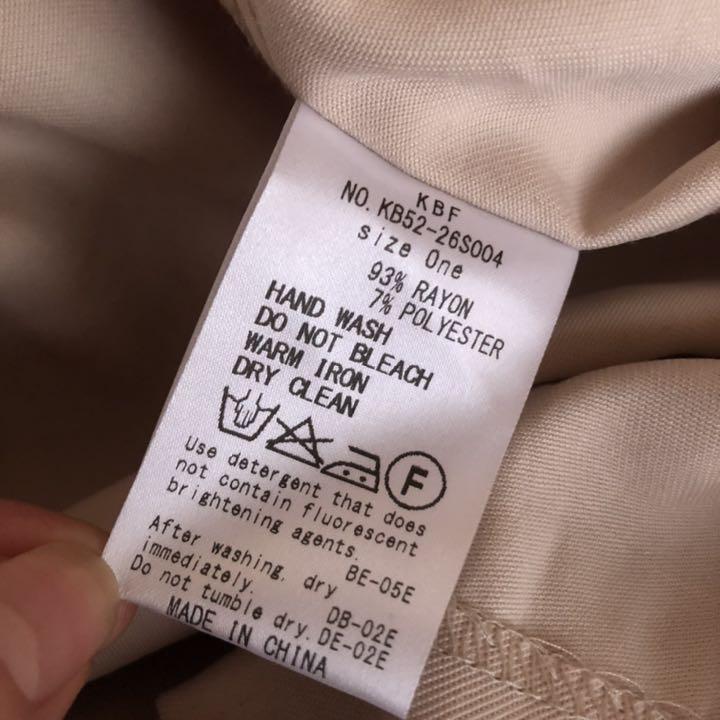 KBF
NO. KB52-26S004
size One
93% RAYON
7% POLYESTER
HAND WASH
DO NOT BLEACH
WARM IRON
DRY CLEAN
F
Use detergent that does
not contain fluorescent
brightening agents.
BE-05E
After washing, dry
immediately.
DB-02E
Do not tumble dry. DE-02E
MADE IN CHINA